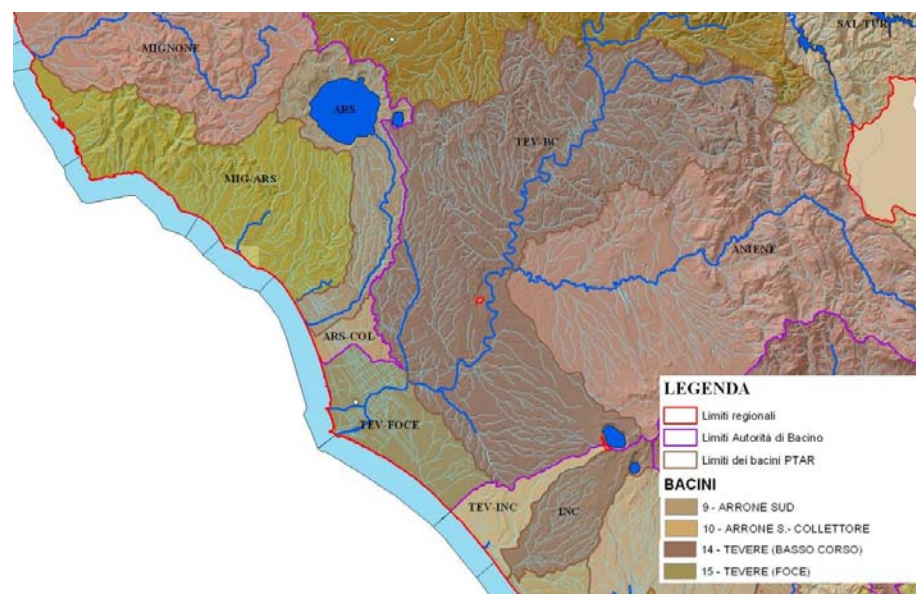 SAL-TUR
MIGNONE
ARS
TEV-BC
MIG-ARS
ANIENE
ARS-COL
TEV-FOCE
TEV-INC
INC
LEGENDA
Limiti regionali
Limiti Autorità di Bacino
Limiti dei bacini PTAR
BACINI
9 - ARRONE SUD
10 - ARRONE S.- COLLETTORE
14 - TEVERE (BASSO CORSO)
15 - TEVERE (FOCE)